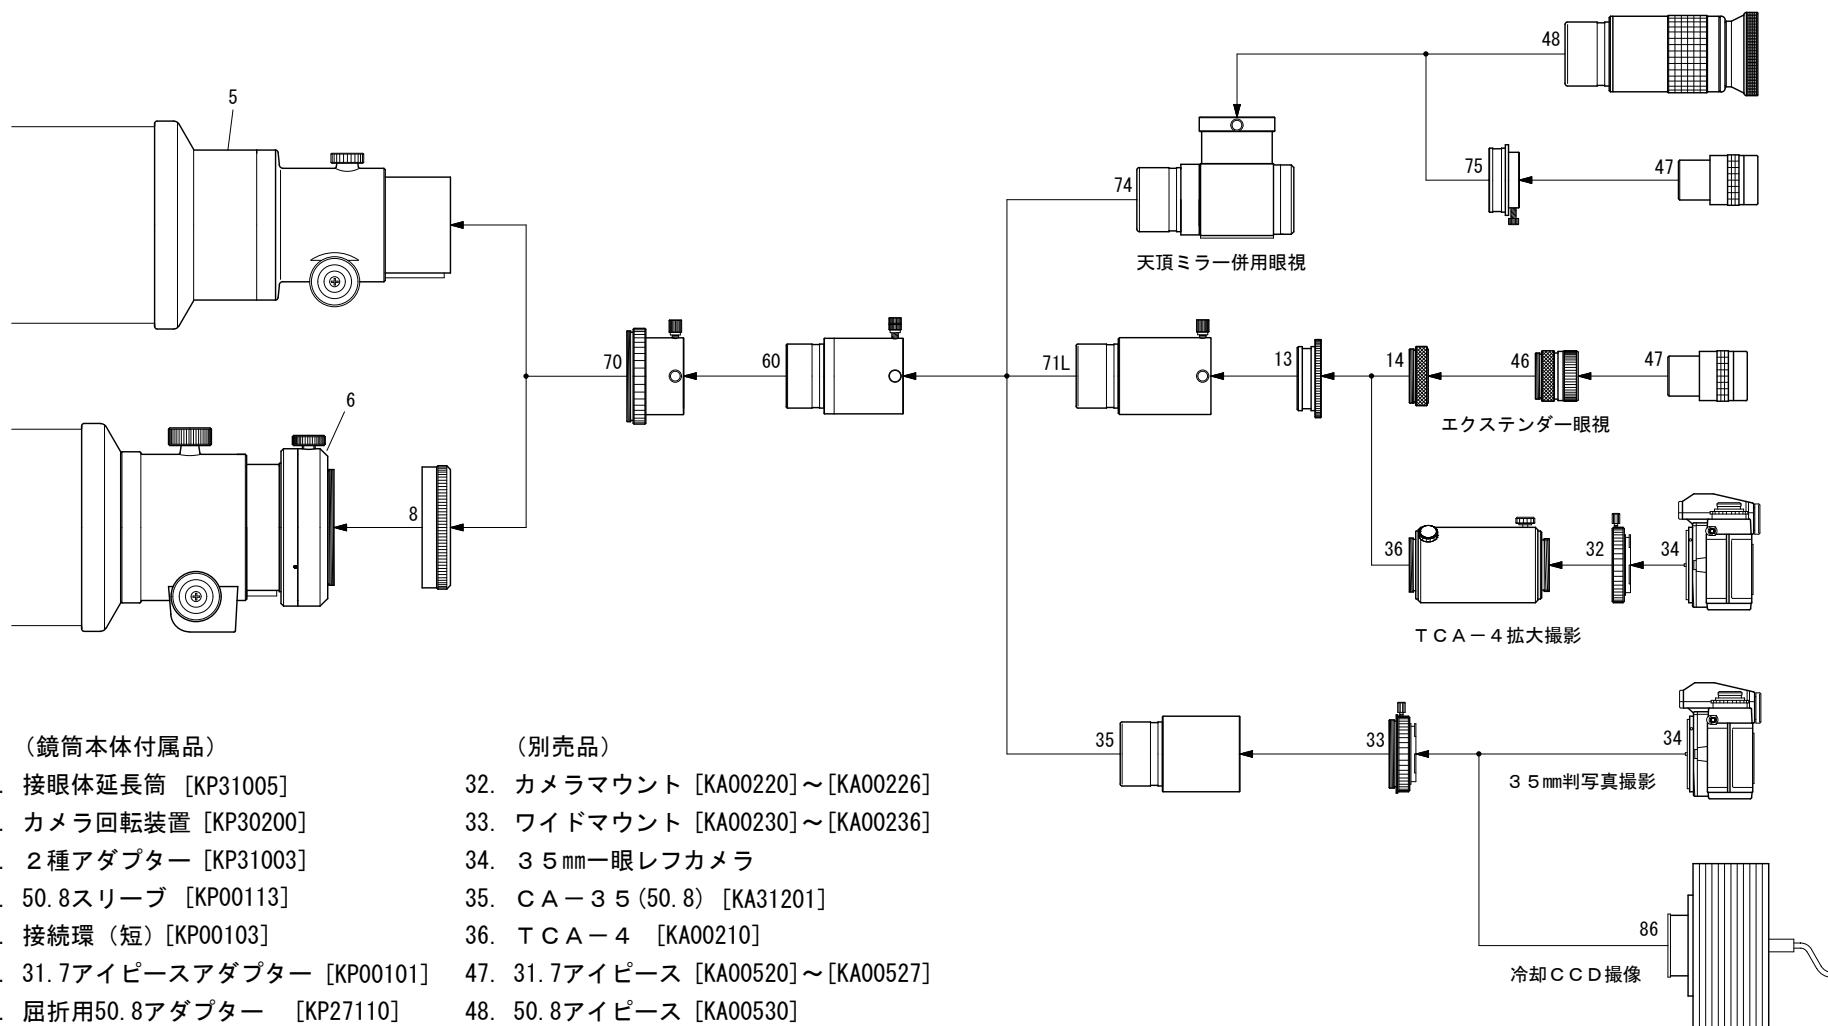 5
48
75
47
74
天頂ミラー併用眼視
6
70
60
71L
13
14
46
47
エクステンダー眼視
8
36
32
34
ＴＣＡ－４拡大撮影
35
33
34
３５㎜判写真撮影
86
冷却ＣＣＤ撮像
（鏡筒本体付属品）
. 接眼体延長筒 [KP31005]
. カメラ回転装置 [KP30200]
. ２種アダプター [KP31003]
. 50.8スリーブ [KP00113]
. 接続環（短）[KP00103]
. 31.7アイピースアダプター [KP00101]
. 屈折用50.8アダプター [KP27110]
（別売品）
32. カメラマウント [KA00220]～[KA00226]
33. ワイドマウント [KA00230]～[KA00236]
34. ３５㎜一眼レフカメラ
35. ＣＡ－３５(50.8) [KA31201]
36. ＴＣＡ－４ [KA00210]
47. 31.7アイピース [KA00520]～[KA00527]
48. 50.8アイピース [KA00530]